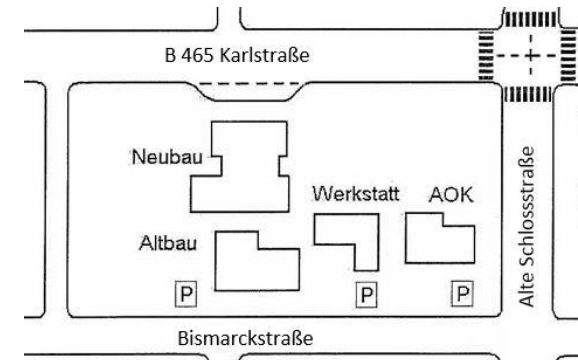 B 465 Karlstraße
Neubau
Werkstatt
AOK
Altbau
Alte Schlossstraße
P
P
P
Bismarckstraße